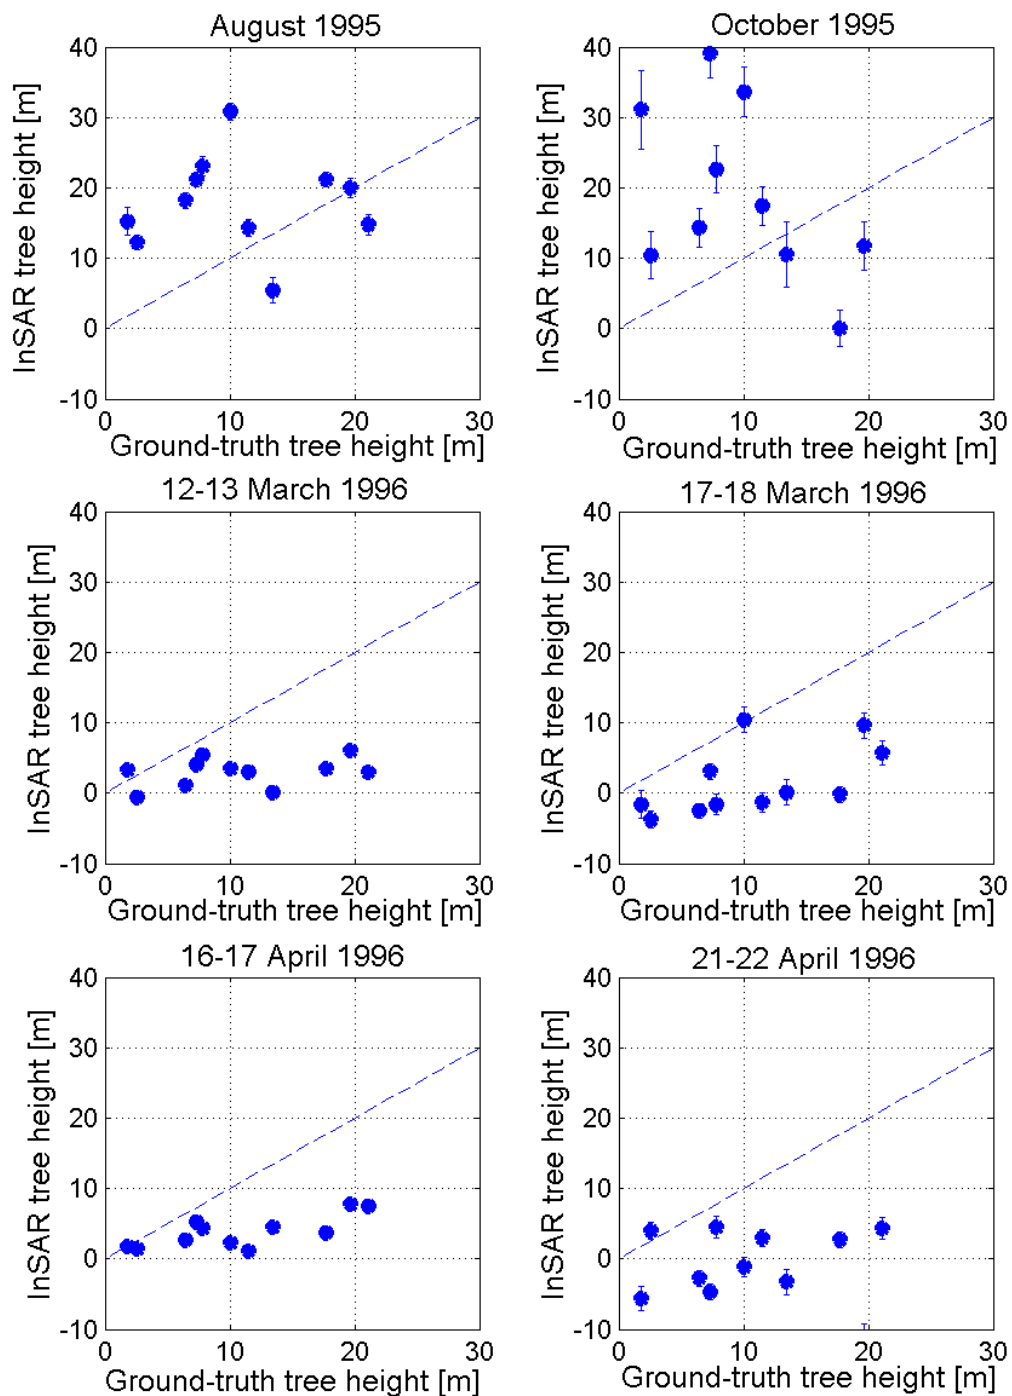 August 1995
40
30
20
10
0
-10
0 10 20 30
InSAR tree height [m]
Ground-truth tree height [m]
October 1995
40
30
20
10
0
-10
0 10 20 30
InSAR tree height [m]
Ground-truth tree height [m]
12-13 March 1996
40
30
20
10
0
-10
0 10 20 30
InSAR tree height [m]
Ground-truth tree height [m]
17-18 March 1996
40
30
20
10
0
-10
0 10 20 30
InSAR tree height [m]
Ground-truth tree height [m]
16-17 April 1996
40
30
20
10
0
-10
0 10 20 30
InSAR tree height [m]
Ground-truth tree height [m]
21-22 April 1996
40
30
20
10
0
-10
0 10 20 30
InSAR tree height [m]
Ground-truth tree height [m]